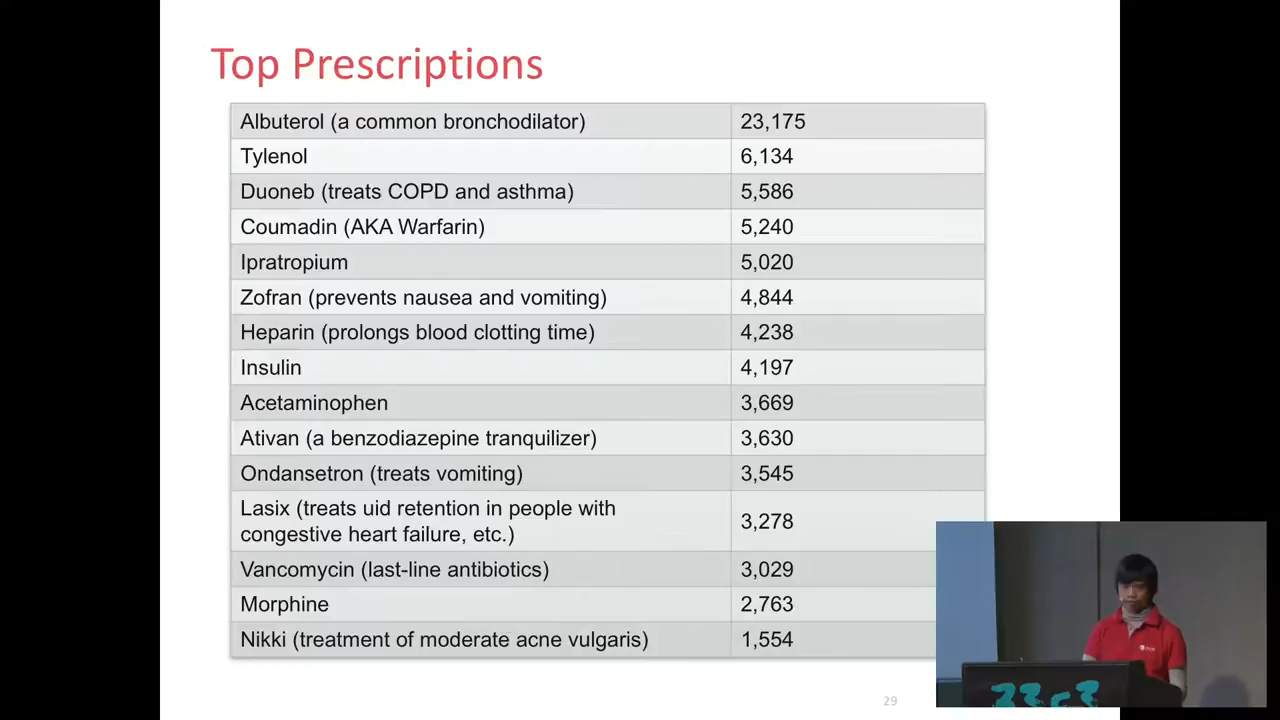 Top Prescriptions
Albuterol (a common bronchodilator) 23,175
Tylenol 6,134
Duoneb (treats COPD and asthma) 5,586
Coumadin (AKA Warfarin) 5,240
Ipratropium 5,020
Zofran (prevents nausea and vomiting) 4,844
Heparin (prolongs blood clotting time) 4,238
Insulin 4,197
Acetaminophen 3,669
Ativan (a benzodiazepine tranquilizer) 3,630
Ondansetron (treats vomiting) 3,545
Lasix (treats uid retention in people with
congestive heart failure, etc.) 3,278
Vancomycin (last-line antibiotics) 3,029
Morphine 2,763
Nikki (treatment of moderate acne vulgaris) 1,554
29
33c3